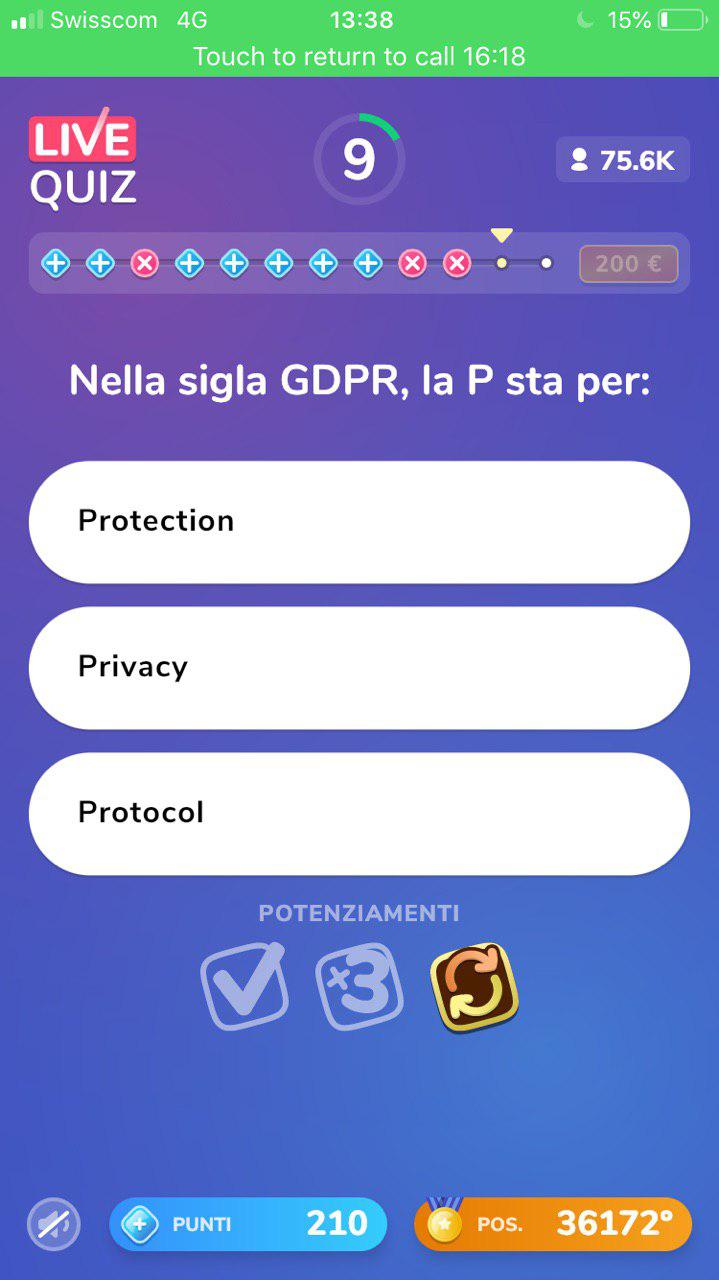 Swisscom 4G 13:38 15%
Touch to return to call 16:18
LIVE
QUIZ
9
75.6K
200 €
Nella sigla GDPR, la P sta per:
Protection
Privacy
Protocol
POTENZIAMENTI
x3
PUNTI 210
POS. 36172°